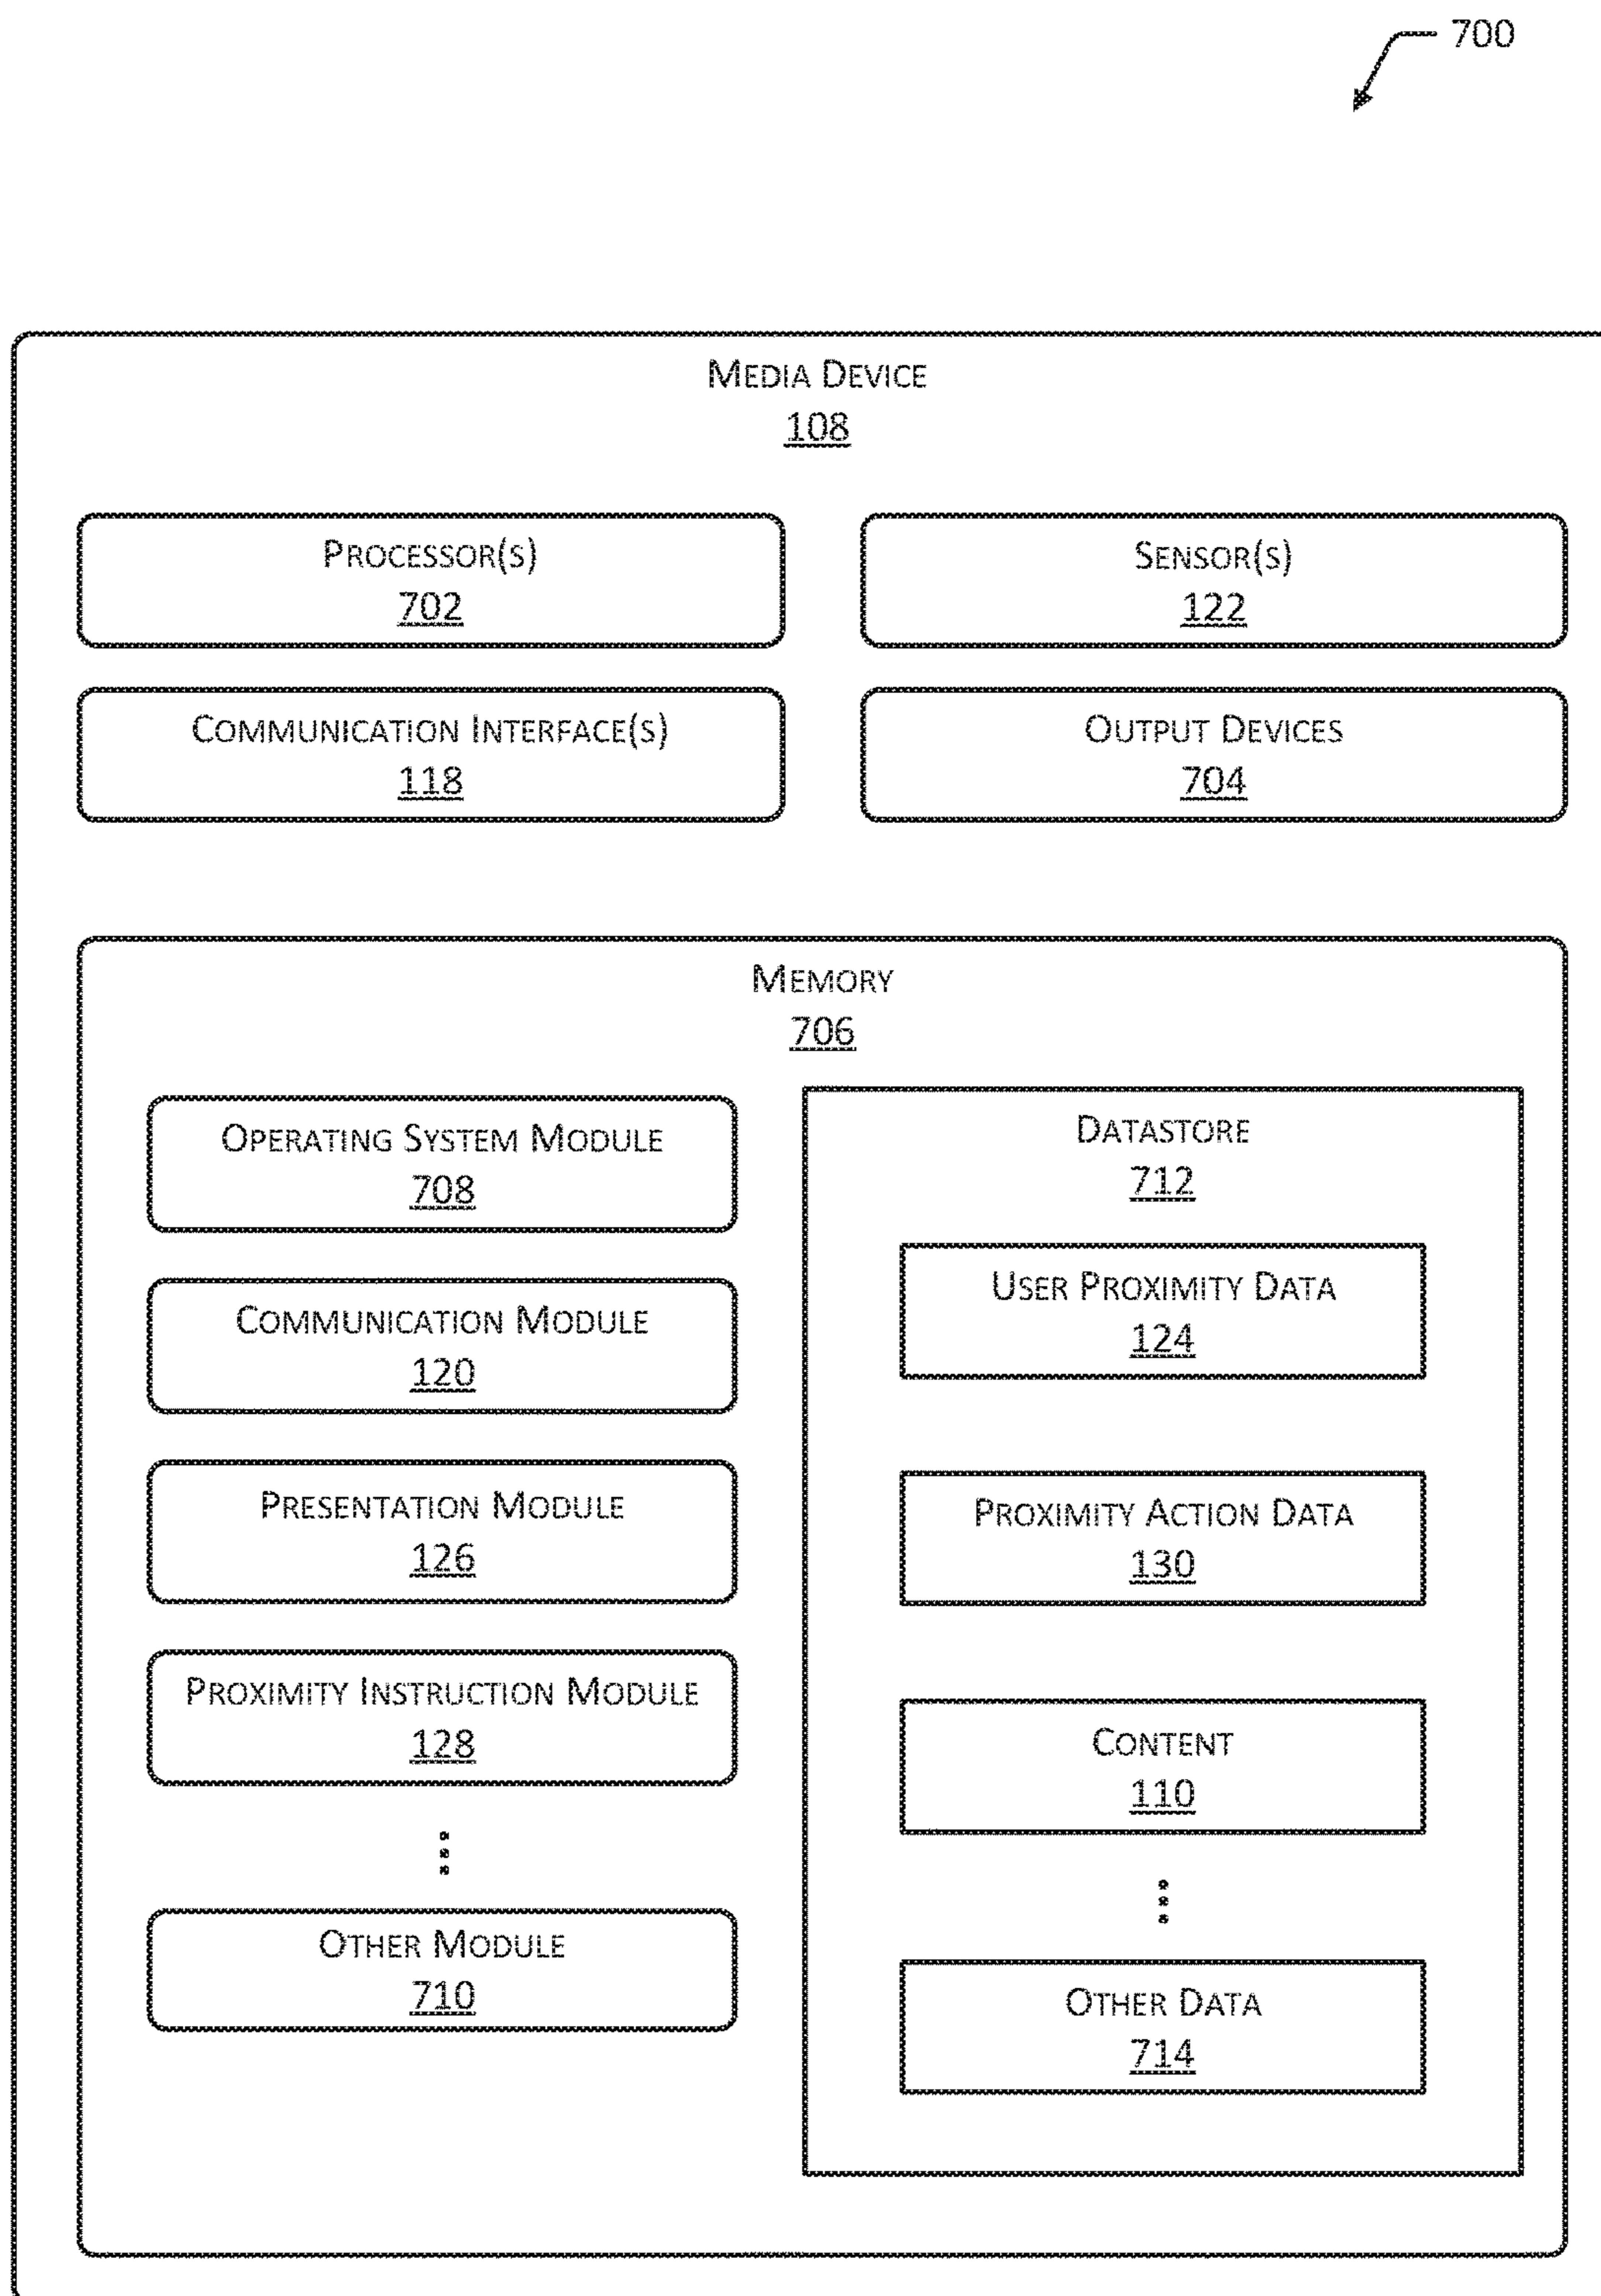 700
MEDIA DEVICE
108
PROCESSOR(S)
702
SENSOR(S)
122
COMMUNICATION INTERFACE(S)
118
OUTPUT DEVICES
704
MEMORY
706
OPERATING SYSTEM MODULE
708
COMMUNICATION MODULE
120
PRESENTATION MODULE
126
PROXIMITY INSTRUCTION MODULE
128
OTHER MODULE
710
DATASTORE
712
USER PROXIMITY DATA
124
PROXIMITY ACTION DATA
130
CONTENT
110
OTHER DATA
714